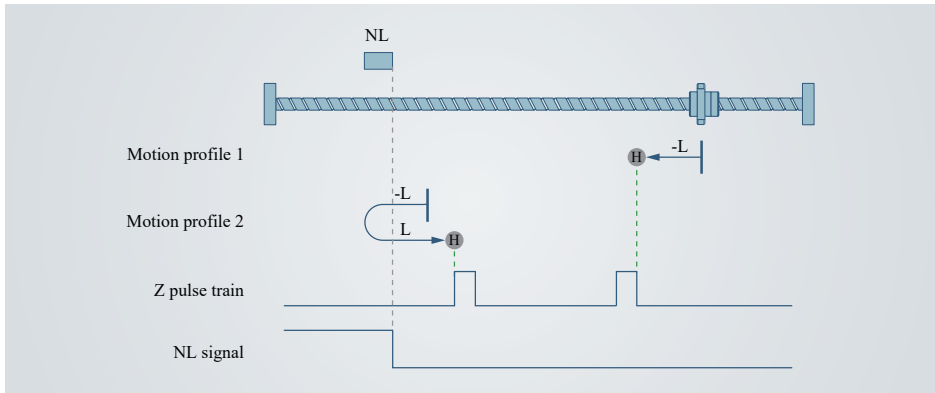 NL
Motion profile 1
H
-L
Motion profile 2
-L
L
H
Z pulse train
NL signal